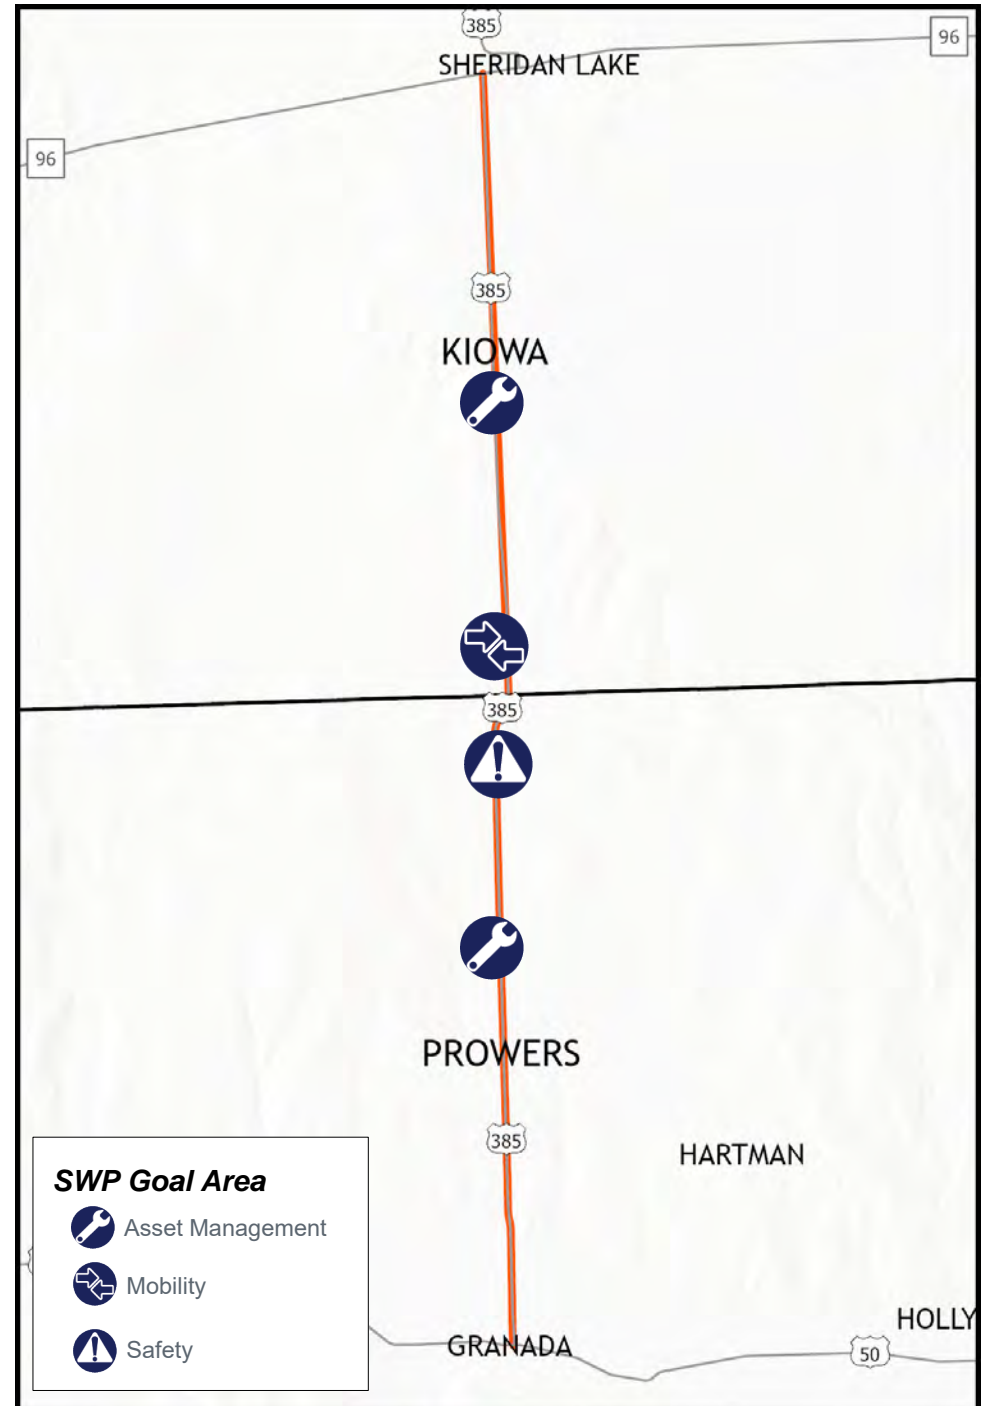 385
96
SHERIDAN LAKE
96
385
KIOWA
385
PROWERS
385
HARTMAN
SWP Goal Area
Asset Management
Mobility
Safety
HOLLY
GRANADA
50